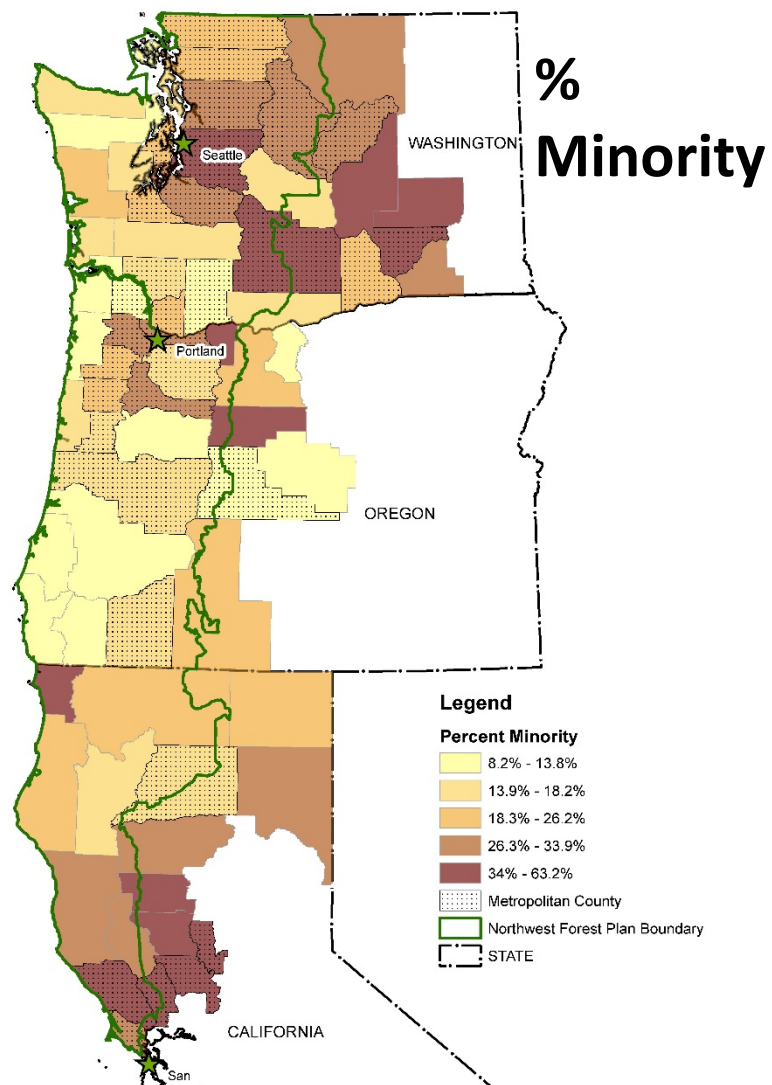 %
Minority
WASHINGTON
Seattle
Portland
OREGON
Legend
Percent Minority
8.2% - 13.8%
13.9% - 18.2%
18.3% - 26.2%
26.3% - 33.9%
34% - 63.2%
Metropolitan County
Northwest Forest Plan Boundary
STATE
CALIFORNIA
San